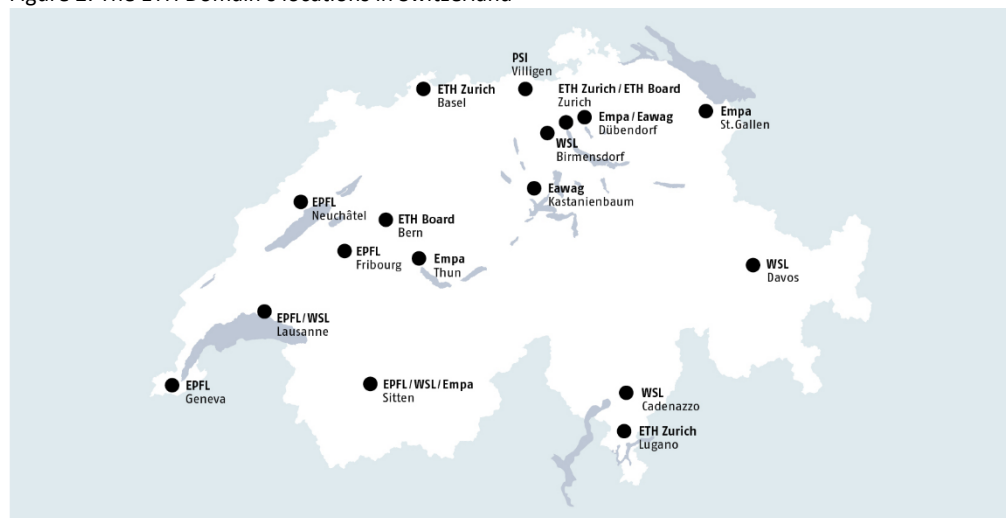 Figure 2: The ETH Domain's locations in Switzerland
PSI
Villigen
ETH Zurich
Basel
ETH Zurich / ETH Board
Zurich
Empa / Eawag
Dübendorf
Empa
St.Gallen
WSL
Birmensdorf
Eawag
Kastanienbaum
EPFL
Neuchâtel
ETH Board
Bern
EPFL
Fribourg
Empa
Thun
WSL
Davos
EPFL / WSL
Lausanne
EPFL
Geneva
EPFL / WSL / Empa
Sitten
WSL
Cadenazzo
ETH Zurich
Lugano